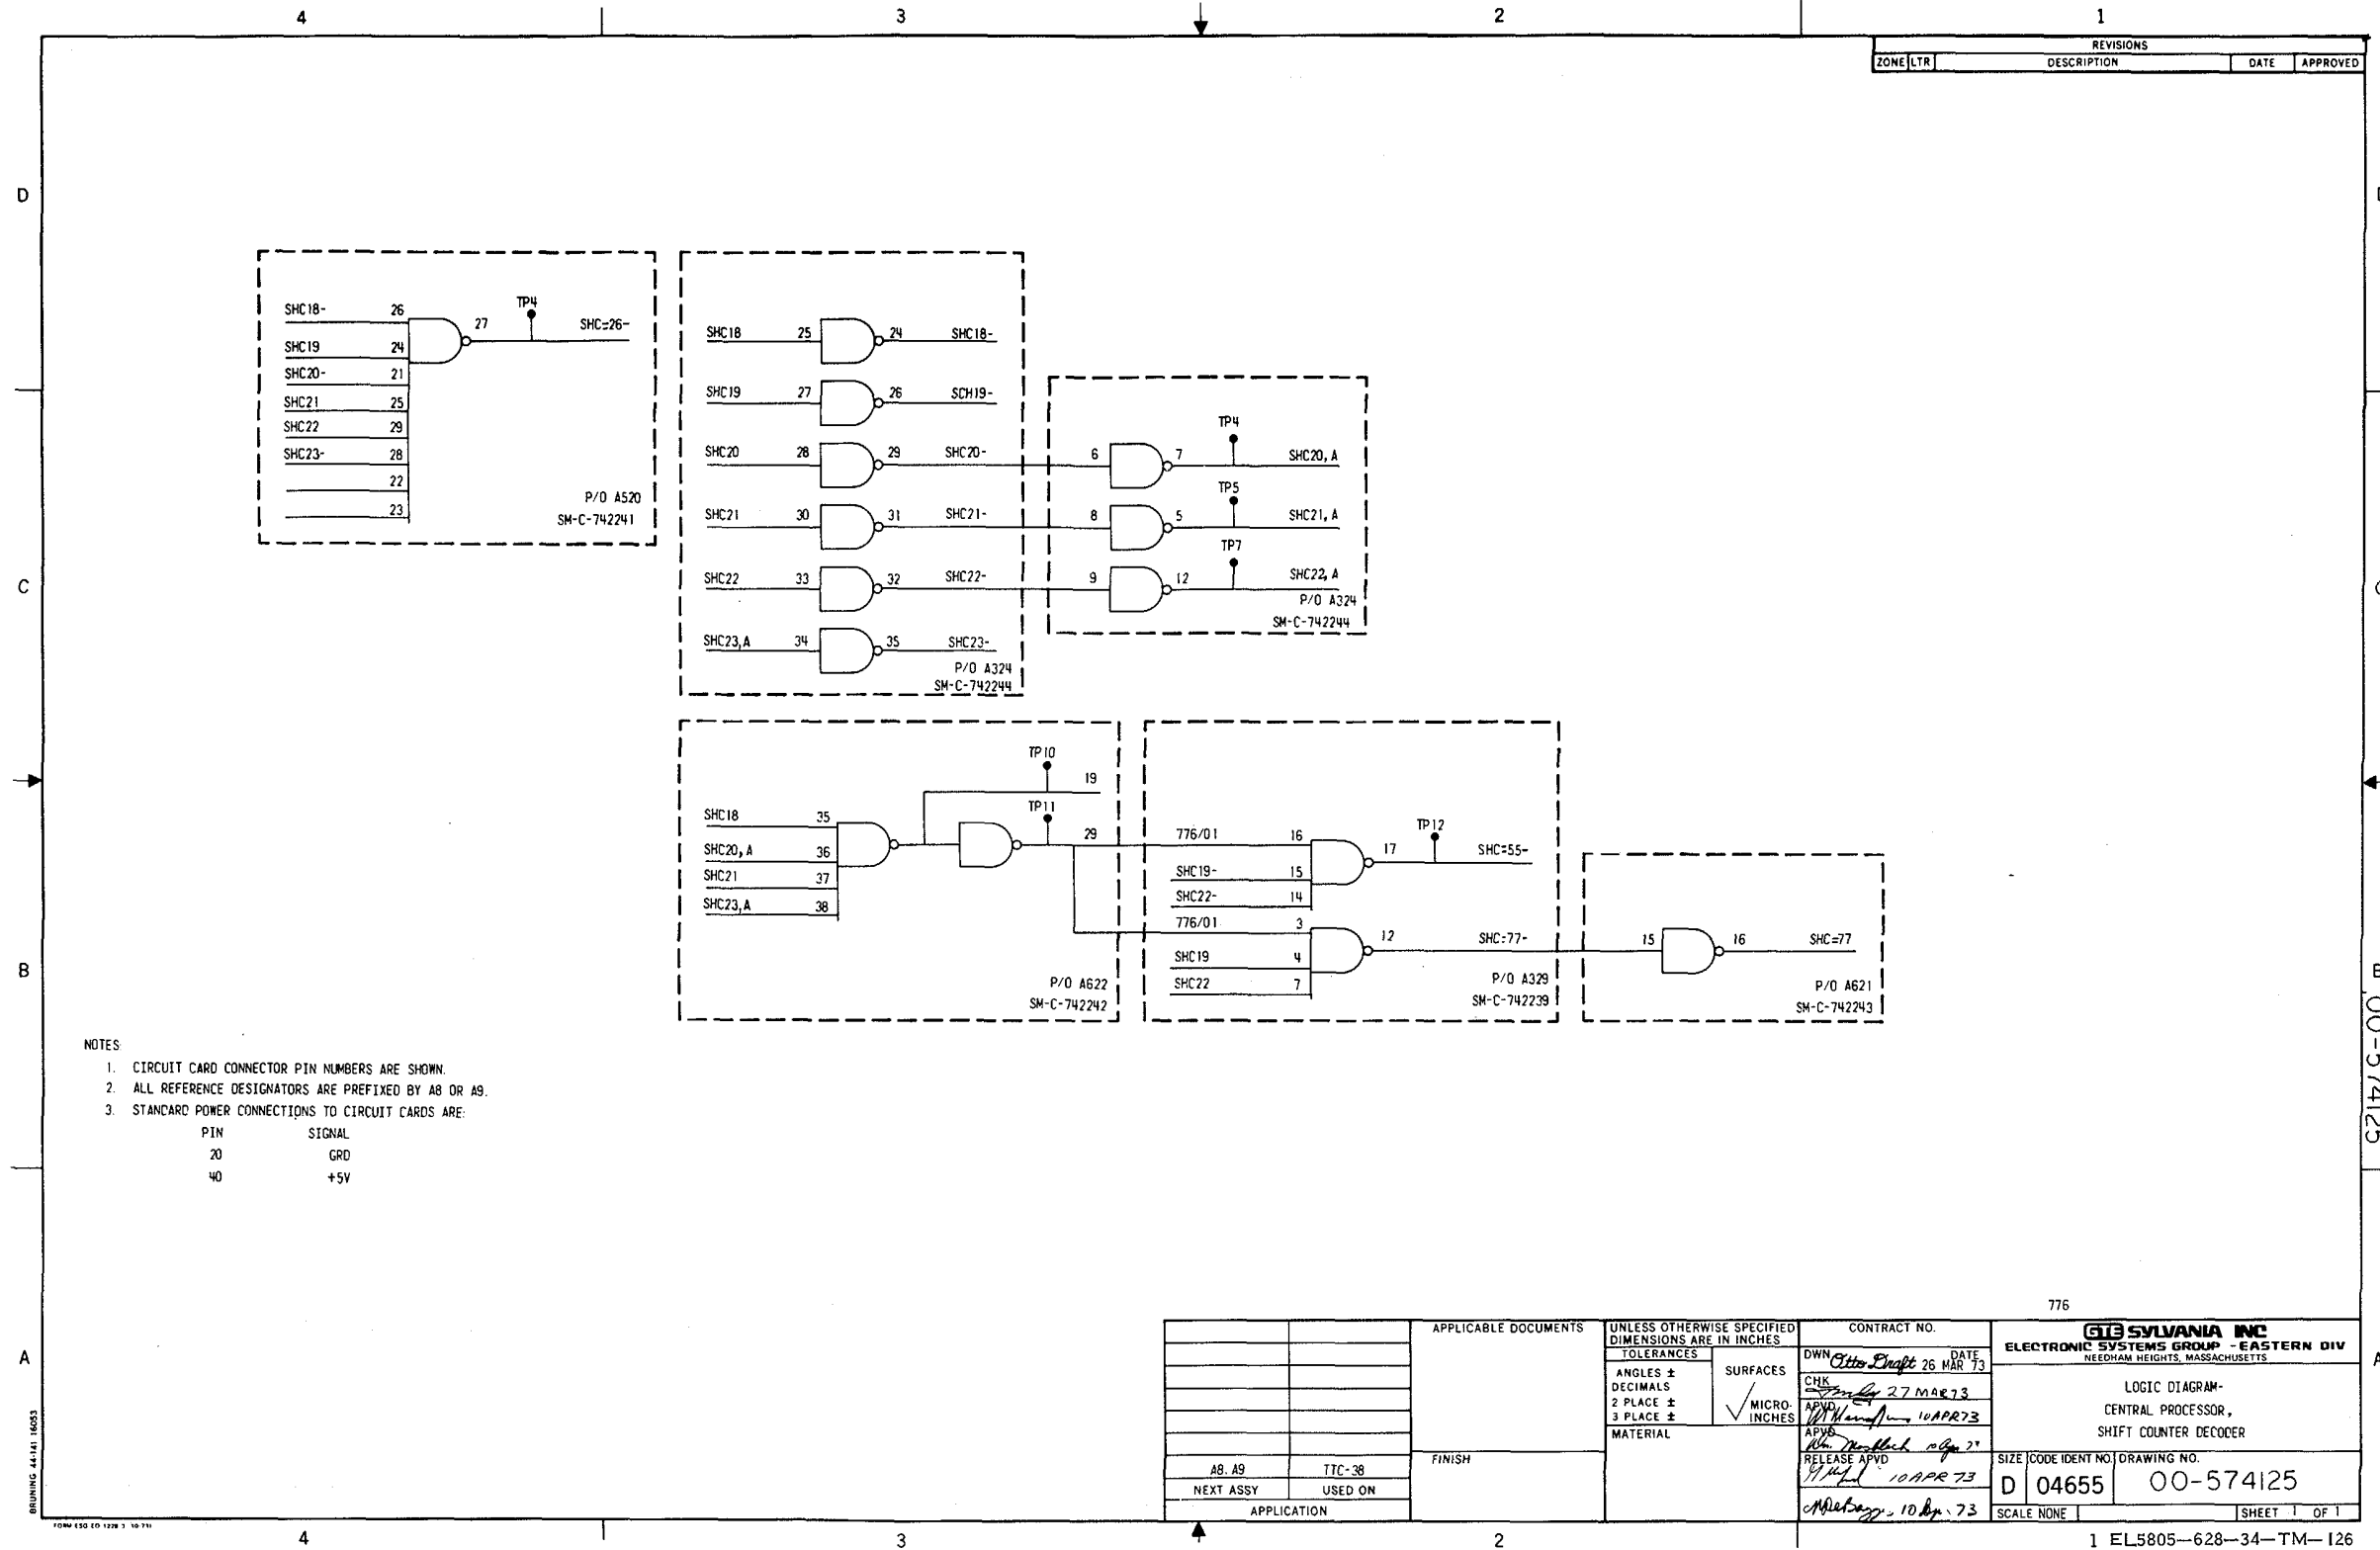 4 3 2 1
REVISIONS
ZONE LTR DESCRIPTION DATE APPROVED
D
SHC18- 26
27 TP4 SHC=26-
SHC19 24
SHC20- 21
SHC21 25
SHC22 29
SHC23- 28
22
23
P/O A520
SM-C-742241
SHC18 25 24 SHC18-
SHC19 27 26 SCH19-
SHC20 28 29 SHC20-
SHC21 30 31 SHC21-
SHC22 33 32 SHC22-
SHC23,A 34 35 SHC23-
P/O A324
SM-C-742244
TP4
6 7 SHC20,A
TP5
8 5 SHC21,A
TP7
9 12 SHC22,A
P/O A324
SM-C-742244
C
TP10
19
TP11
SHC18 35
29
SHC20,A 36
SHC21 37
SHC23,A 38
P/O A622
SM-C-742242
776/01 16
TP12
17 SHC=55-
SHC19- 15
SHC22- 14
776/01 3
12 SHC=77-
SHC19 4
SHC22 7
P/O A329
SM-C-742239
15 16 SHC=77
P/O A621
SM-C-742243
B
B
00-574125
NOTES:
1. CIRCUIT CARD CONNECTOR PIN NUMBERS ARE SHOWN.
2. ALL REFERENCE DESIGNATORS ARE PREFIXED BY A8 OR A9.
3. STANDARD POWER CONNECTIONS TO CIRCUIT CARDS ARE:
PIN SIGNAL
20 GRD
40 +5V
776
A
A
A8. A9 TTC-38
NEXT ASSY USED ON
APPLICATION
APPLICABLE DOCUMENTS
FINISH
UNLESS OTHERWISE SPECIFIED
DIMENSIONS ARE IN INCHES
TOLERANCES
ANGLES ±
DECIMALS
2 PLACE ±
3 PLACE ±
SURFACES
MICRO-
INCHES
MATERIAL
CONTRACT NO.
DWN Otto Draft DATE 26 MAR 73
CHK 27 MAR 73
APVD 10 APR 73
APVD
RELEASE APVD
10 APR 73
GTE SYLVANIA INC
ELECTRONIC SYSTEMS GROUP - EASTERN DIV
NEEDHAM HEIGHTS, MASSACHUSETTS
LOGIC DIAGRAM-
CENTRAL PROCESSOR,
SHIFT COUNTER DECODER
SIZE CODE IDENT NO. DRAWING NO.
D 04655 00-574125
SCALE NONE SHEET 1 OF 1
BRUNING 44-141 16053
4 3 2
1 EL5805-628-34-TM-126